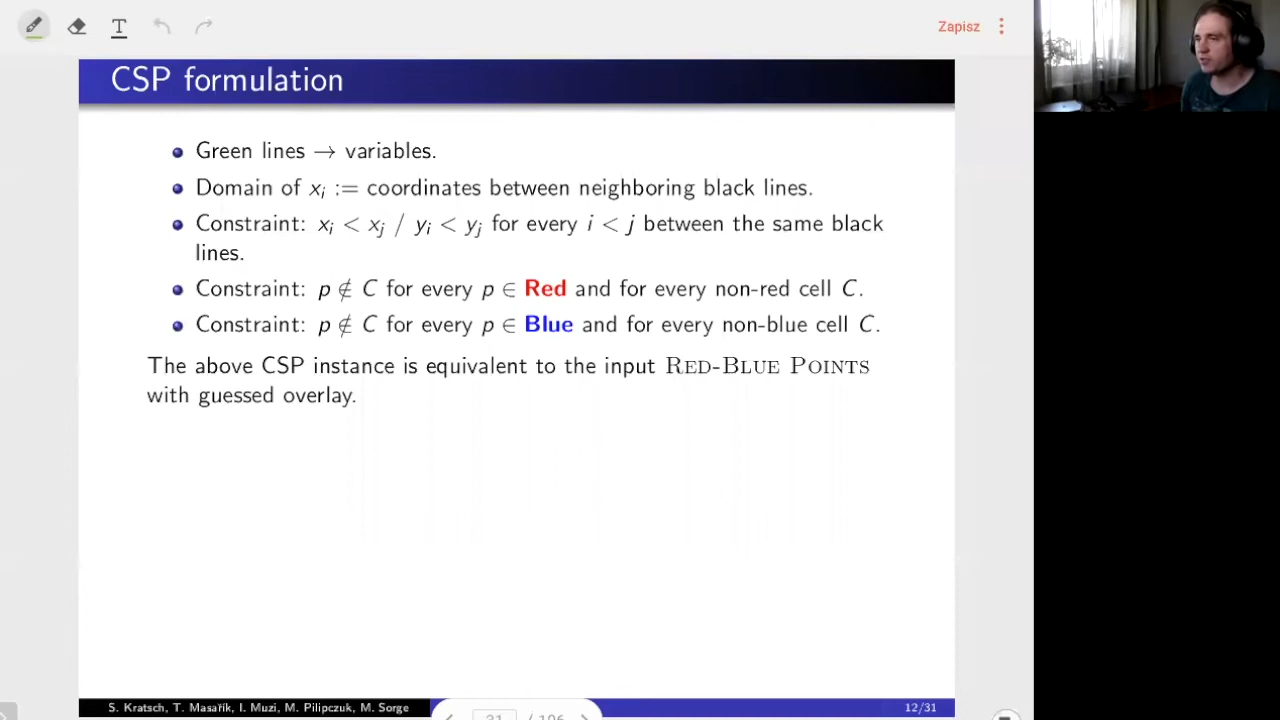 T
Zapisz
CSP formulation
Green lines → variables.
Domain of xᵢ := coordinates between neighboring black lines.
Constraint: xᵢ < xⱼ / yᵢ < yⱼ for every i < j between the same black
lines.
Constraint: p ∉ C for every p ∈ Red and for every non-red cell C.
Constraint: p ∉ C for every p ∈ Blue and for every non-blue cell C.
The above CSP instance is equivalent to the input RED-BLUE POINTS
with guessed overlay.
S. Kratsch, T. Masařík, I. Muzi, M. Pilipczuk, M. Sorge
12/31